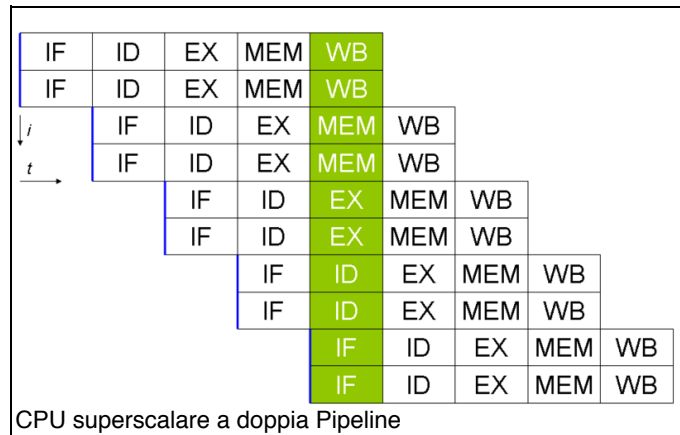 IF ID EX MEM WB
IF ID EX MEM WB
i IF ID EX MEM WB
t IF ID EX MEM WB
IF ID EX MEM WB
IF ID EX MEM WB
IF ID EX MEM WB
IF ID EX MEM WB
IF ID EX MEM WB
IF ID EX MEM WB
CPU superscalare a doppia Pipeline